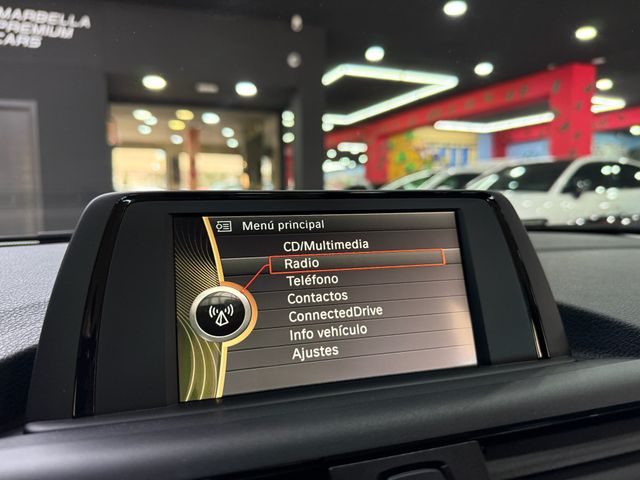 MARBELLA
PREMIUM
CARS
Menú principal
CD/Multimedia
Radio
Teléfono
Contactos
ConnectedDrive
Info vehículo
Ajustes